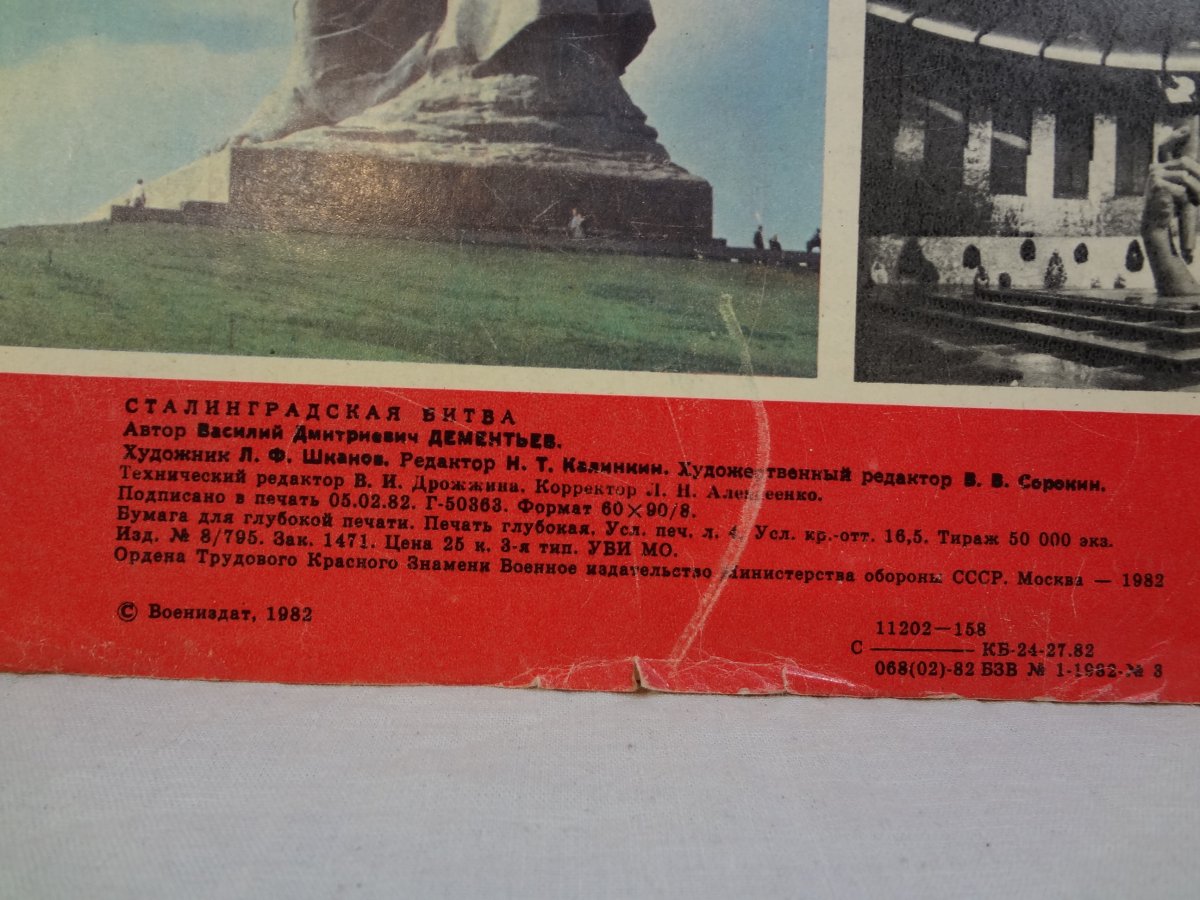 СТАЛИНГРАДСКАЯ БИТВА
Автор Василий Дмитриевич ДЕМЕНТЬЕВ.
Художник Л. Ф. Шканов. Редактор Н. Т. Калинкин. Художественный редактор В. В. Сорокин.
Технический редактор В. И. Дрожжина. Корректор Л. Н. Алексеенко.
Подписано в печать 05.02.82. Г-50363. Формат 60×90/8.
Бумага для глубокой печати. Печать глубокая. Усл. печ. л. 4. Усл. кр.-отт. 16,5. Тираж 50 000 экз.
Изд. № 8/795. Зак. 1471. Цена 25 к. 3-я тип. УВИ МО.
Ордена Трудового Красного Знамени Военное издательство Министерства обороны СССР. Москва — 1982
© Воениздат, 1982
11202—158
С ——— КБ-24-27.82
068(02)-82 БЗВ № 1-1982-№ 3